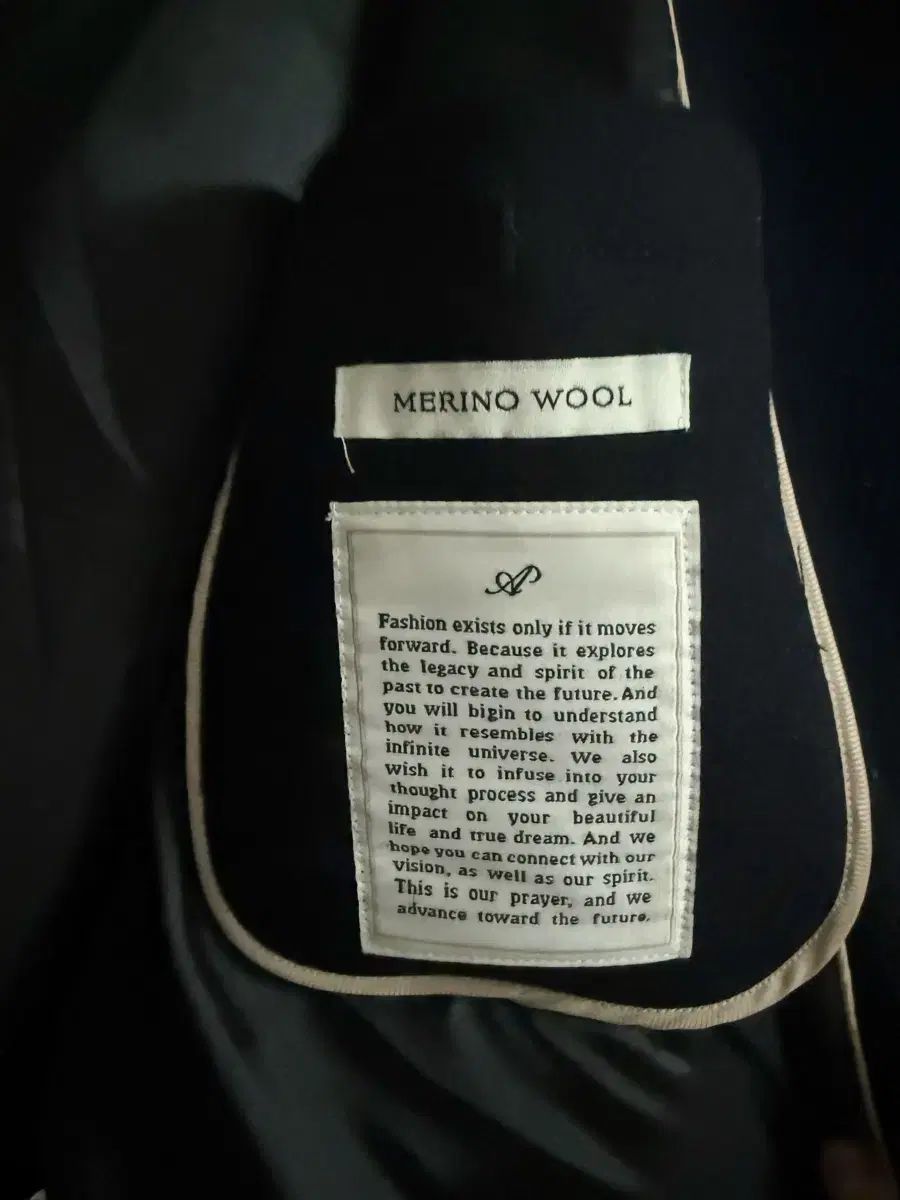 MERINO WOOL
Fashion exists only if it moves
forward. Because it explores
the legacy and spirit of the
past to create the future. And
you will bigin to understand
how it resembles with the
infinite universe. We also
wish it to infuse into your
thought process and give an
impact on your beautiful
life and true dream. And we
hope you can connect with our
vision, as well as our spirit.
This is our prayer, and we
advance toward the future.